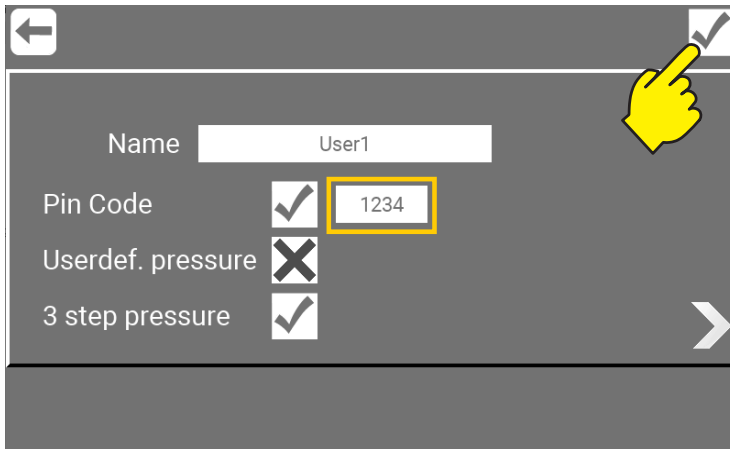 Name User1
Pin Code 1234
Userdef. pressure
3 step pressure